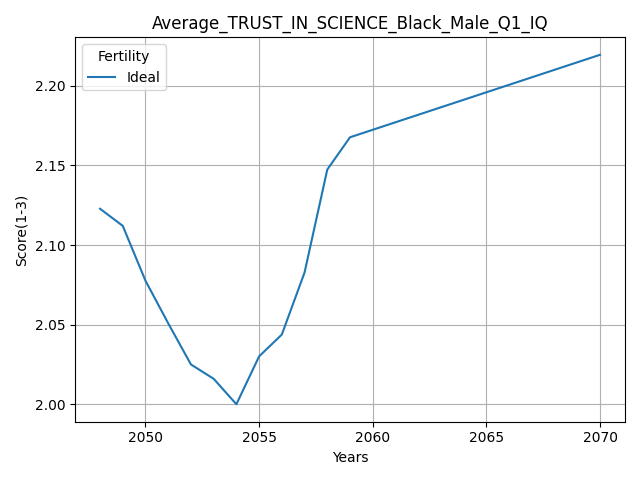 Average_TRUST_IN_SCIENCE_Black_Male_Q1_IQ
Fertility
Ideal
Score(1-3)
2.20
2.15
2.10
2.05
2.00
2050 2055 2060 2065 2070
Years